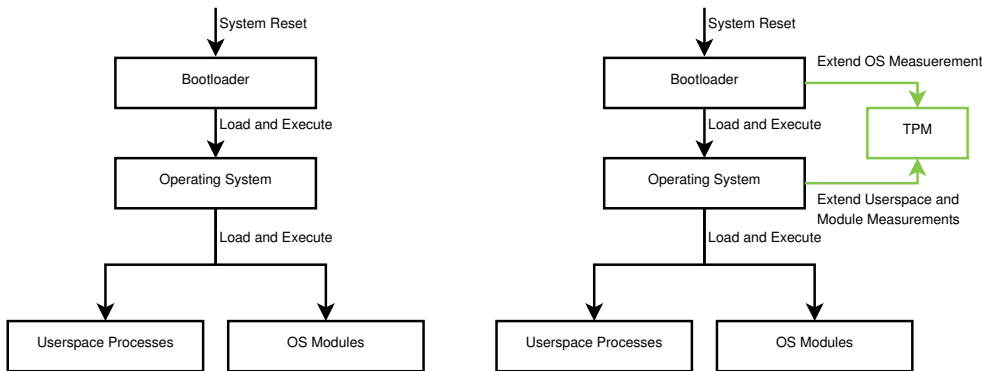 System Reset
Bootloader
Load and Execute
Operating System
Load and Execute
Userspace Processes
OS Modules
System Reset
Extend OS Measuerement
Bootloader
TPM
Load and Execute
Operating System
Extend Userspace and
Module Measurements
Load and Execute
Userspace Processes
OS Modules